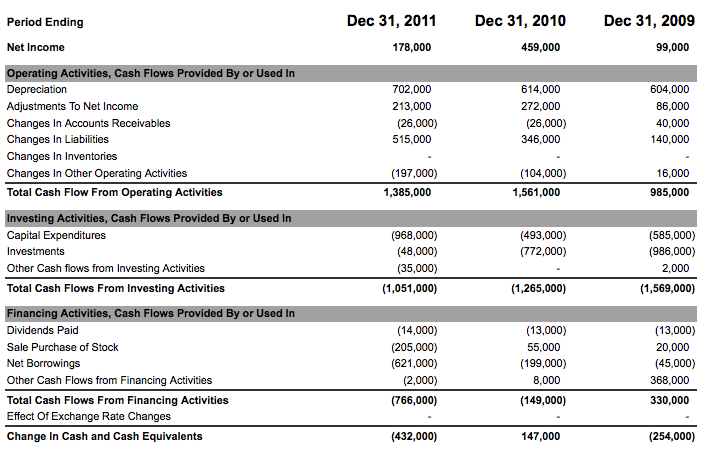 Period Ending Dec 31, 2011 Dec 31, 2010 Dec 31, 2009
Net Income 178,000 459,000 99,000
Operating Activities, Cash Flows Provided By or Used In
Depreciation 702,000 614,000 604,000
Adjustments To Net Income 213,000 272,000 86,000
Changes In Accounts Receivables (26,000) (26,000) 40,000
Changes In Liabilities 515,000 346,000 140,000
Changes In Inventories - - -
Changes In Other Operating Activities (197,000) (104,000) 16,000
Total Cash Flow From Operating Activities 1,385,000 1,561,000 985,000
Investing Activities, Cash Flows Provided By or Used In
Capital Expenditures (968,000) (493,000) (585,000)
Investments (48,000) (772,000) (986,000)
Other Cash flows from Investing Activities (35,000) - 2,000
Total Cash Flows From Investing Activities (1,051,000) (1,265,000) (1,569,000)
Financing Activities, Cash Flows Provided By or Used In
Dividends Paid (14,000) (13,000) (13,000)
Sale Purchase of Stock (205,000) 55,000 20,000
Net Borrowings (621,000) (199,000) (45,000)
Other Cash Flows from Financing Activities (2,000) 8,000 368,000
Total Cash Flows From Financing Activities (766,000) (149,000) 330,000
Effect Of Exchange Rate Changes - - -
Change In Cash and Cash Equivalents (432,000) 147,000 (254,000)